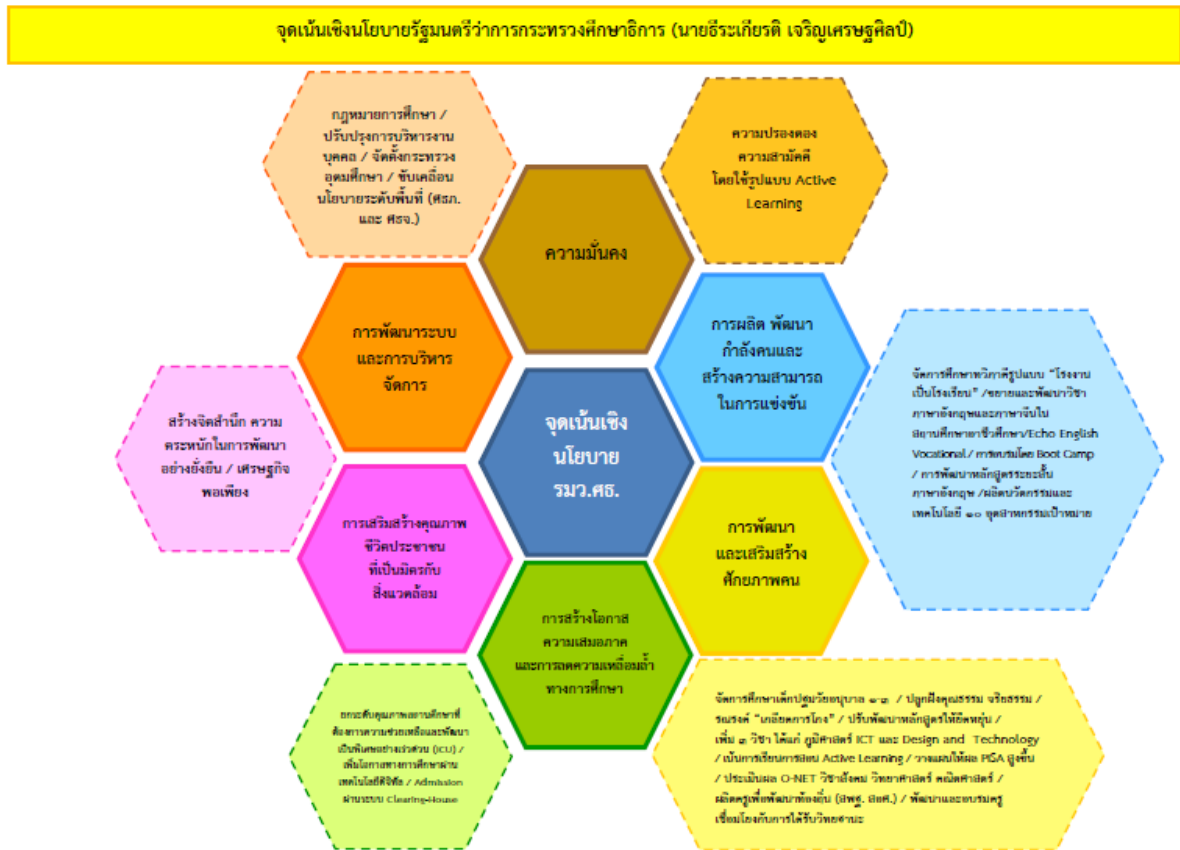 จุดเน้นเชิงนโยบายรัฐมนตรีว่าการกระทรวงศึกษาธิการ (นายธีระเกียรติ เจริญเศรษฐศิลป์)
กฎหมายการศึกษา /
ปรับปรุงการบริหารงาน
บุคคล / จัดตั้งกระทรวง
อุดมศึกษา / ขับเคลื่อน
นโยบายระดับพื้นที่ (ศธภ.
และ ศธจ.)
ความปรองดอง
ความสามัคคี
โดยใช้รูปแบบ Active
Learning
ความมั่นคง
การพัฒนาระบบ
และการบริหาร
จัดการ
การผลิต พัฒนา
กำลังคนและ
สร้างความสามารถ
ในการแข่งขัน
จัดการศึกษาทวิภาคีรูปแบบ “โรงงาน
เป็นโรงเรียน” /ขยายและพัฒนาวิชา
ภาษาอังกฤษและภาษาจีนใน
สถานศึกษาอาชีวศึกษา/Echo English
Vocational / การอบรมโดย Boot Camp
/ การพัฒนาหลักสูตรระยะสั้น
ภาษาอังกฤษ /ผลิตนวัตกรรมและ
เทคโนโลยี ๑๐ อุตสาหกรรมเป้าหมาย
สร้างจิตสำนึก ความ
ตระหนักในการพัฒนา
อย่างยั่งยืน / เศรษฐกิจ
พอเพียง
จุดเน้นเชิง
นโยบาย
รมว.ศธ.
การเสริมสร้างคุณภาพ
ชีวิตประชาชน
ที่เป็นมิตรกับ
สิ่งแวดล้อม
การพัฒนา
และเสริมสร้าง
ศักยภาพคน
การสร้างโอกาส
ความเสมอภาค
และการลดความเหลื่อมล้ำ
ทางการศึกษา
ยกระดับคุณภาพสถานศึกษาที่
ต้องการความช่วยเหลือและพัฒนา
เป็นพิเศษอย่างเร่งด่วน (ICU) /
เพิ่มโอกาสทางการศึกษาผ่าน
เทคโนโลยีดิจิทัล / Admission
ผ่านระบบ Clearing-House
จัดการศึกษาเด็กปฐมวัยอนุบาล ๑-๓ / ปลูกฝังคุณธรรม จริยธรรม /
รณรงค์ “เกลียดการโกง” / ปรับพัฒนาหลักสูตรให้ยืดหยุ่น /
เพิ่ม ๓ วิชา ได้แก่ ภูมิศาสตร์ ICT และ Design and Technology
/ เน้นการเรียนการสอน Active Learning / วางแผนให้ผล PISA สูงขึ้น
/ ประเมินผล O-NET วิชาสังคม วิทยาศาสตร์ คณิตศาสตร์ /
ผลิตครูเพื่อพัฒนาท้องถิ่น (สพฐ. สอศ.) / พัฒนาและอบรมครู
เชื่อมโยงกับการได้รับวิทยฐานะ